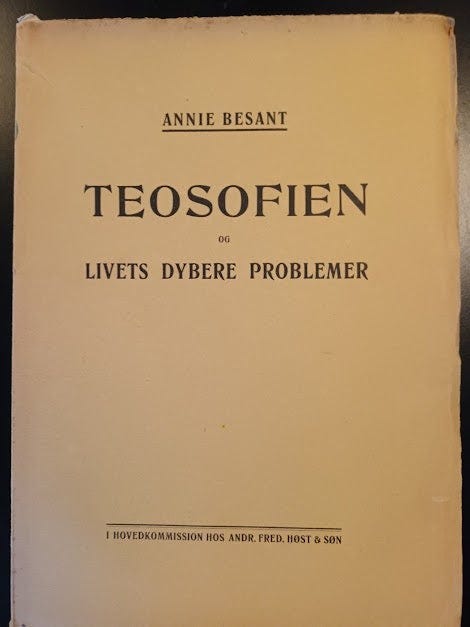 ANNIE BESANT
TEOSOFIEN
OG
LIVETS DYBERE PROBLEMER
I HOVEDKOMMISSION HOS ANDR. FRED. HØST & SØN